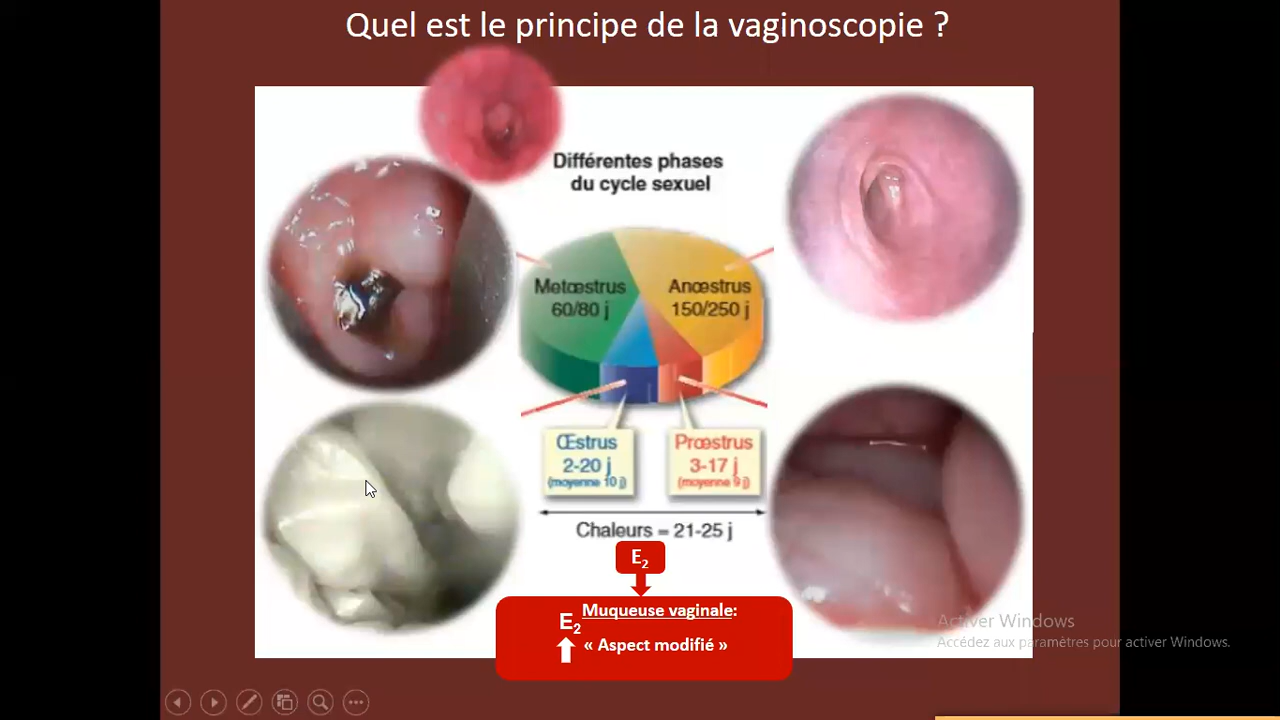 Quel est le principe de la vaginoscopie ?
Différentes phases
du cycle sexuel
Metœstrus
60/80 j
Anœstrus
150/250 j
Œstrus
2-20 j
(moyenne 10 j)
Prœstrus
3-17 j
(moyenne 9 j)
Chaleurs = 21-25 j
E2
Muqueuse vaginale:
E2
« Aspect modifié »
Activer Windows
Accédez aux paramètres pour activer Windows.